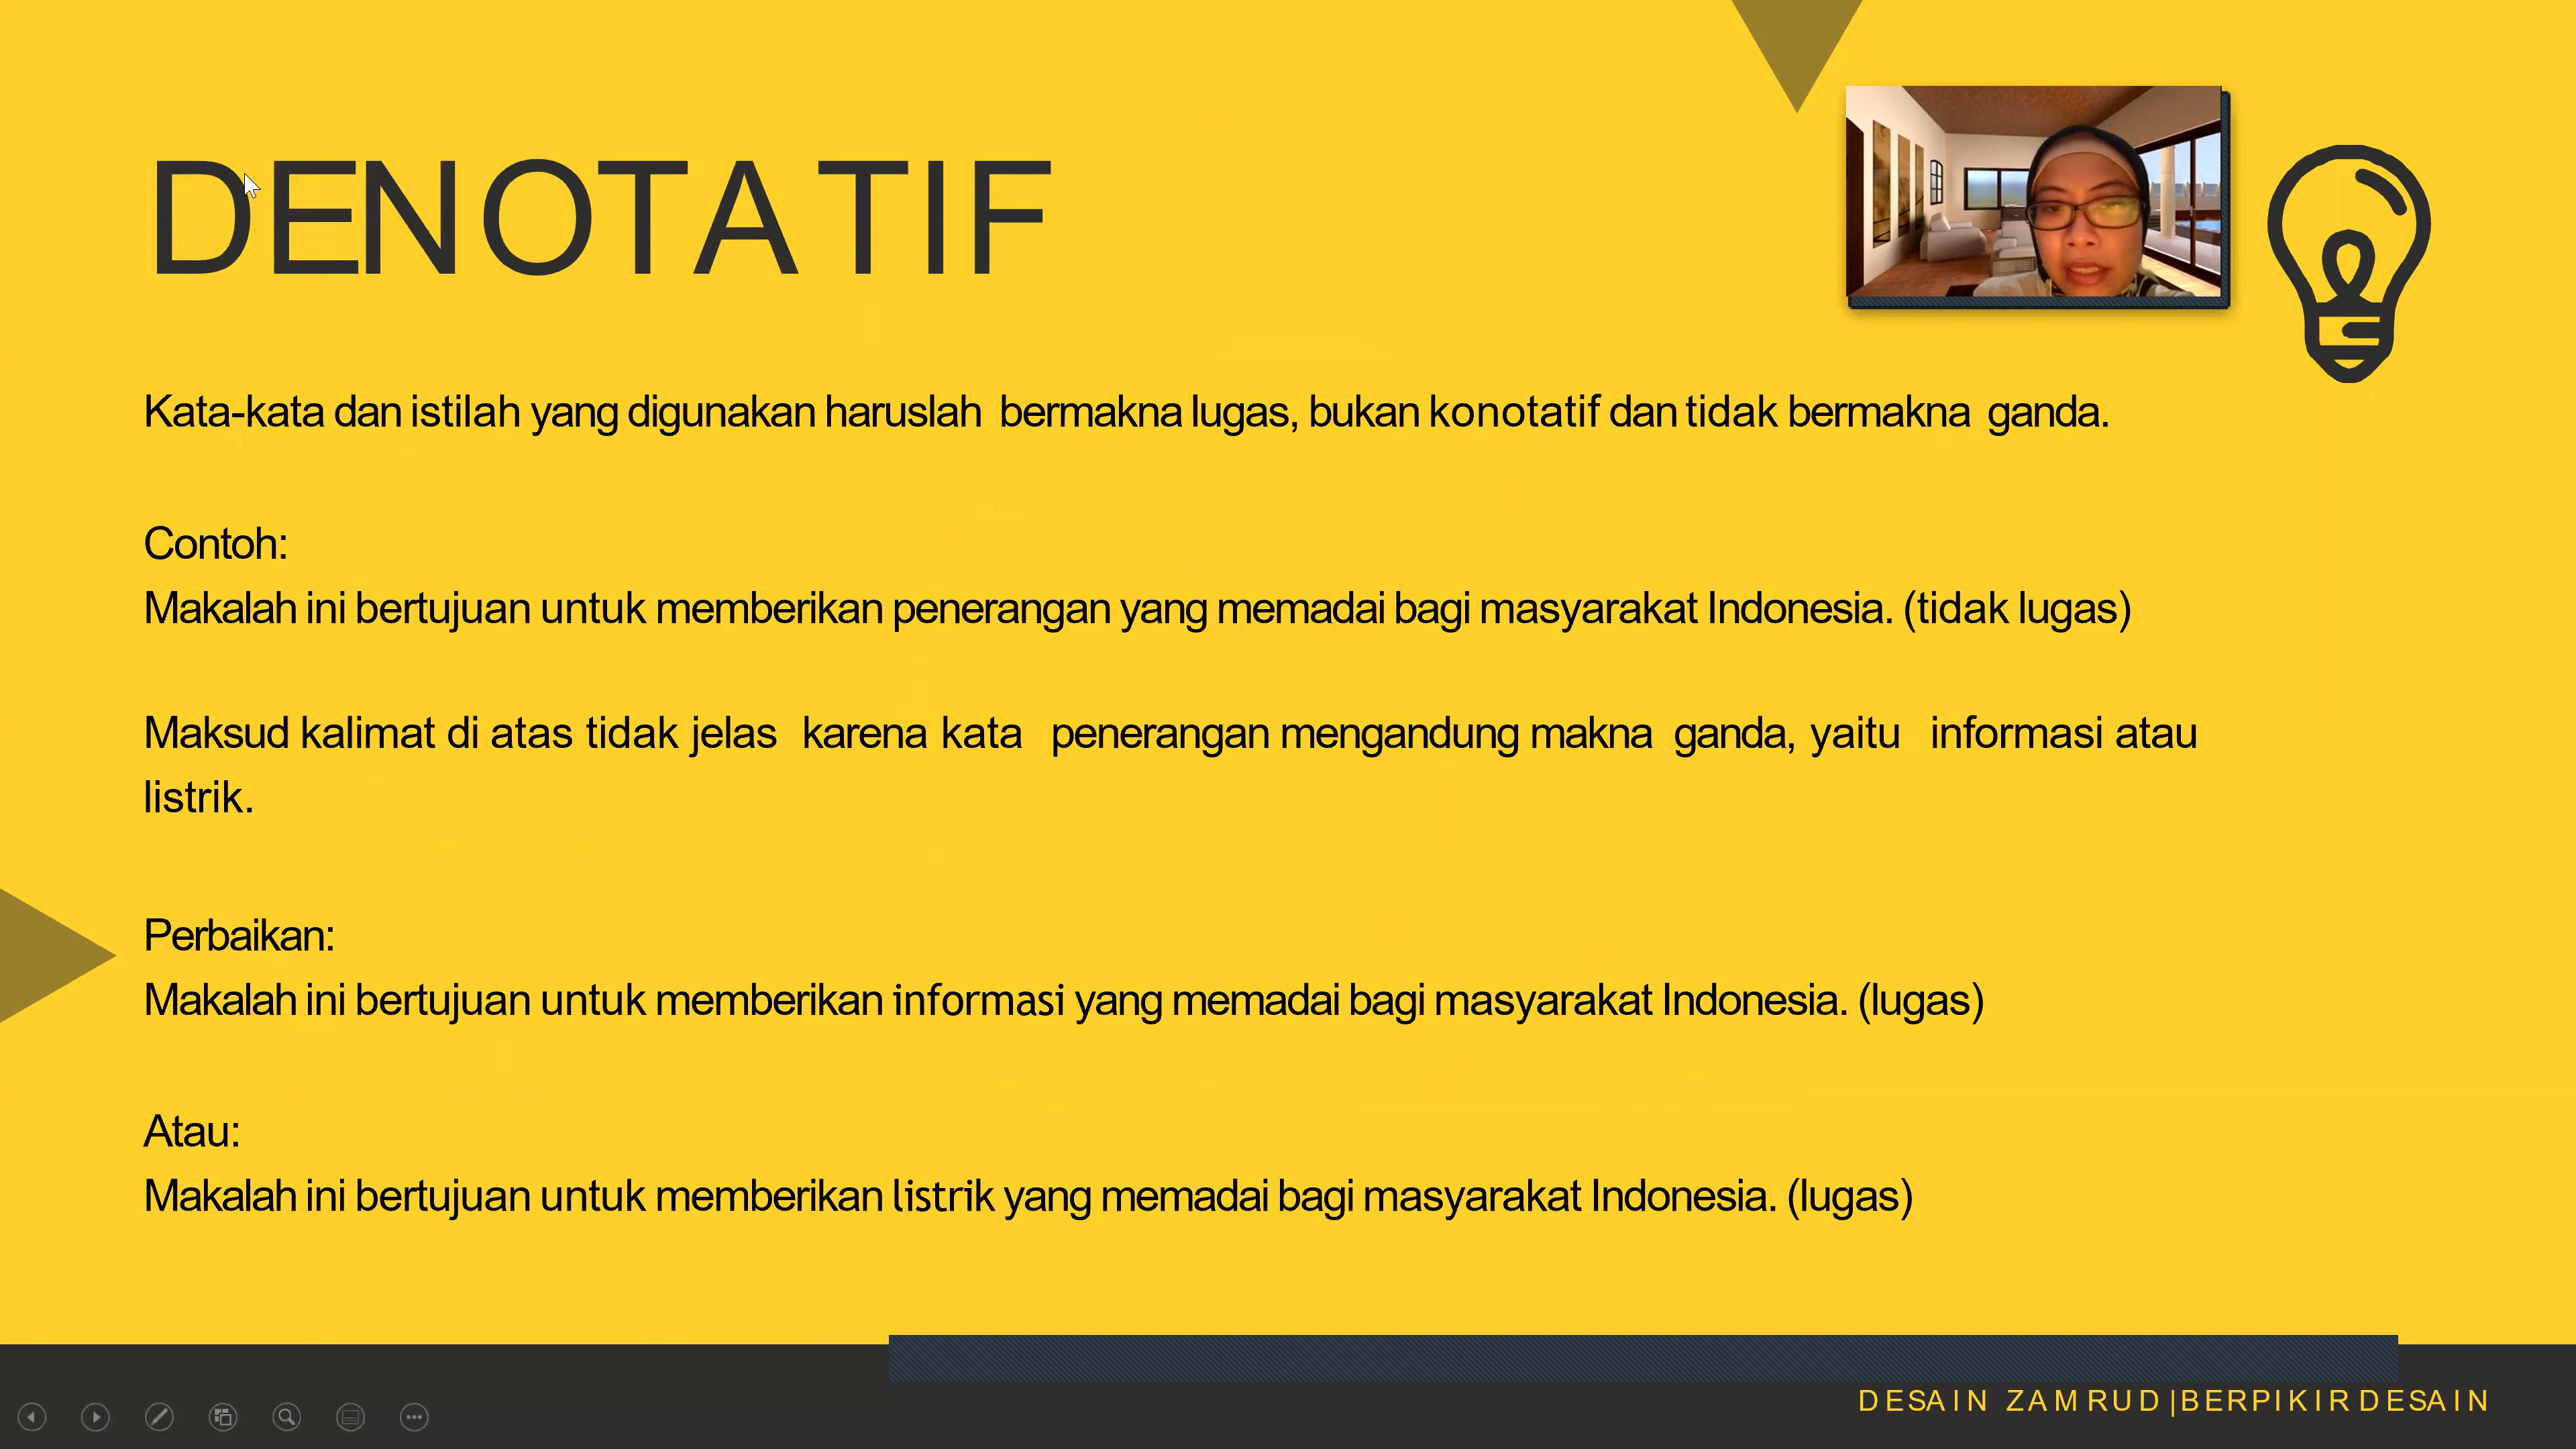 DENOTATIF
Kata-kata dan istilah yang digunakan haruslah bermakna lugas, bukan konotatif dan tidak bermakna ganda.
Contoh:
Makalah ini bertujuan untuk memberikan penerangan yang memadai bagi masyarakat Indonesia. (tidak lugas)
Maksud kalimat di atas tidak jelas karena kata penerangan mengandung makna ganda, yaitu informasi atau
listrik.
Perbaikan:
Makalah ini bertujuan untuk memberikan informasi yang memadai bagi masyarakat Indonesia. (lugas)
Atau:
Makalah ini bertujuan untuk memberikan listrik yang memadai bagi masyarakat Indonesia. (lugas)
DESAIN ZAMRUD|BERPIKIR DESAIN